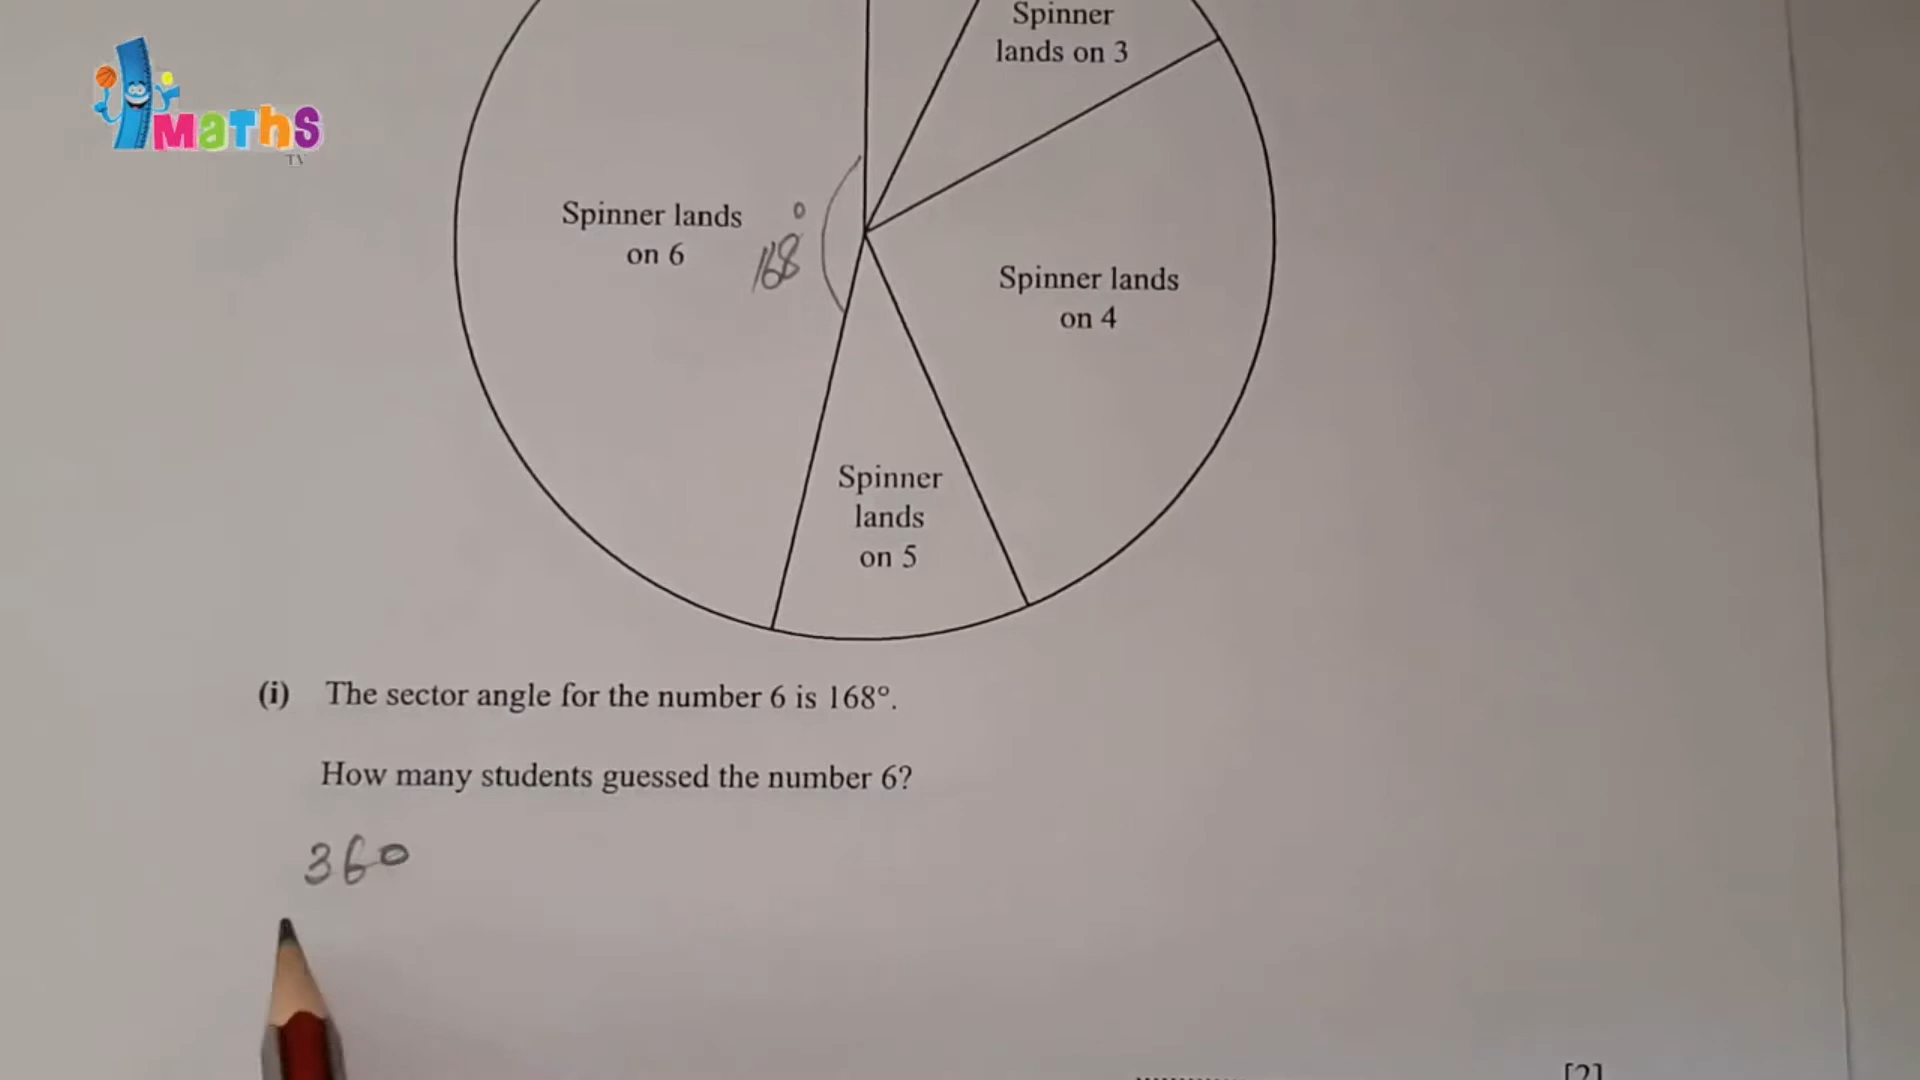 Maths
TV
Spinner
lands on 3
Spinner lands
on 6
168°
Spinner lands
on 4
Spinner
lands
on 5
(i) The sector angle for the number 6 is 168°.
How many students guessed the number 6?
360
[2]